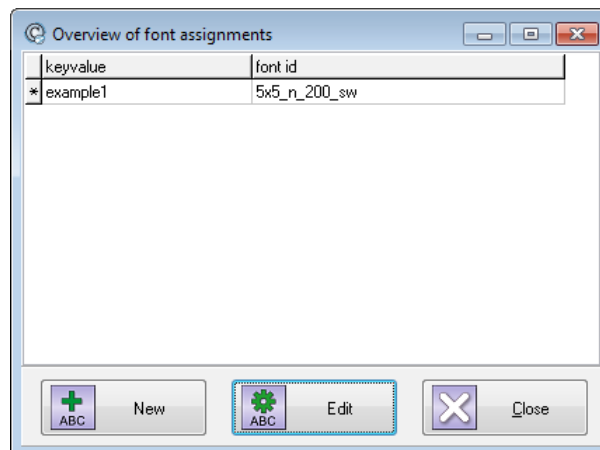 Overview of font assignments
keyvalue font id
* example1 5x5_n_200_sw
ABC New ABC Edit Close